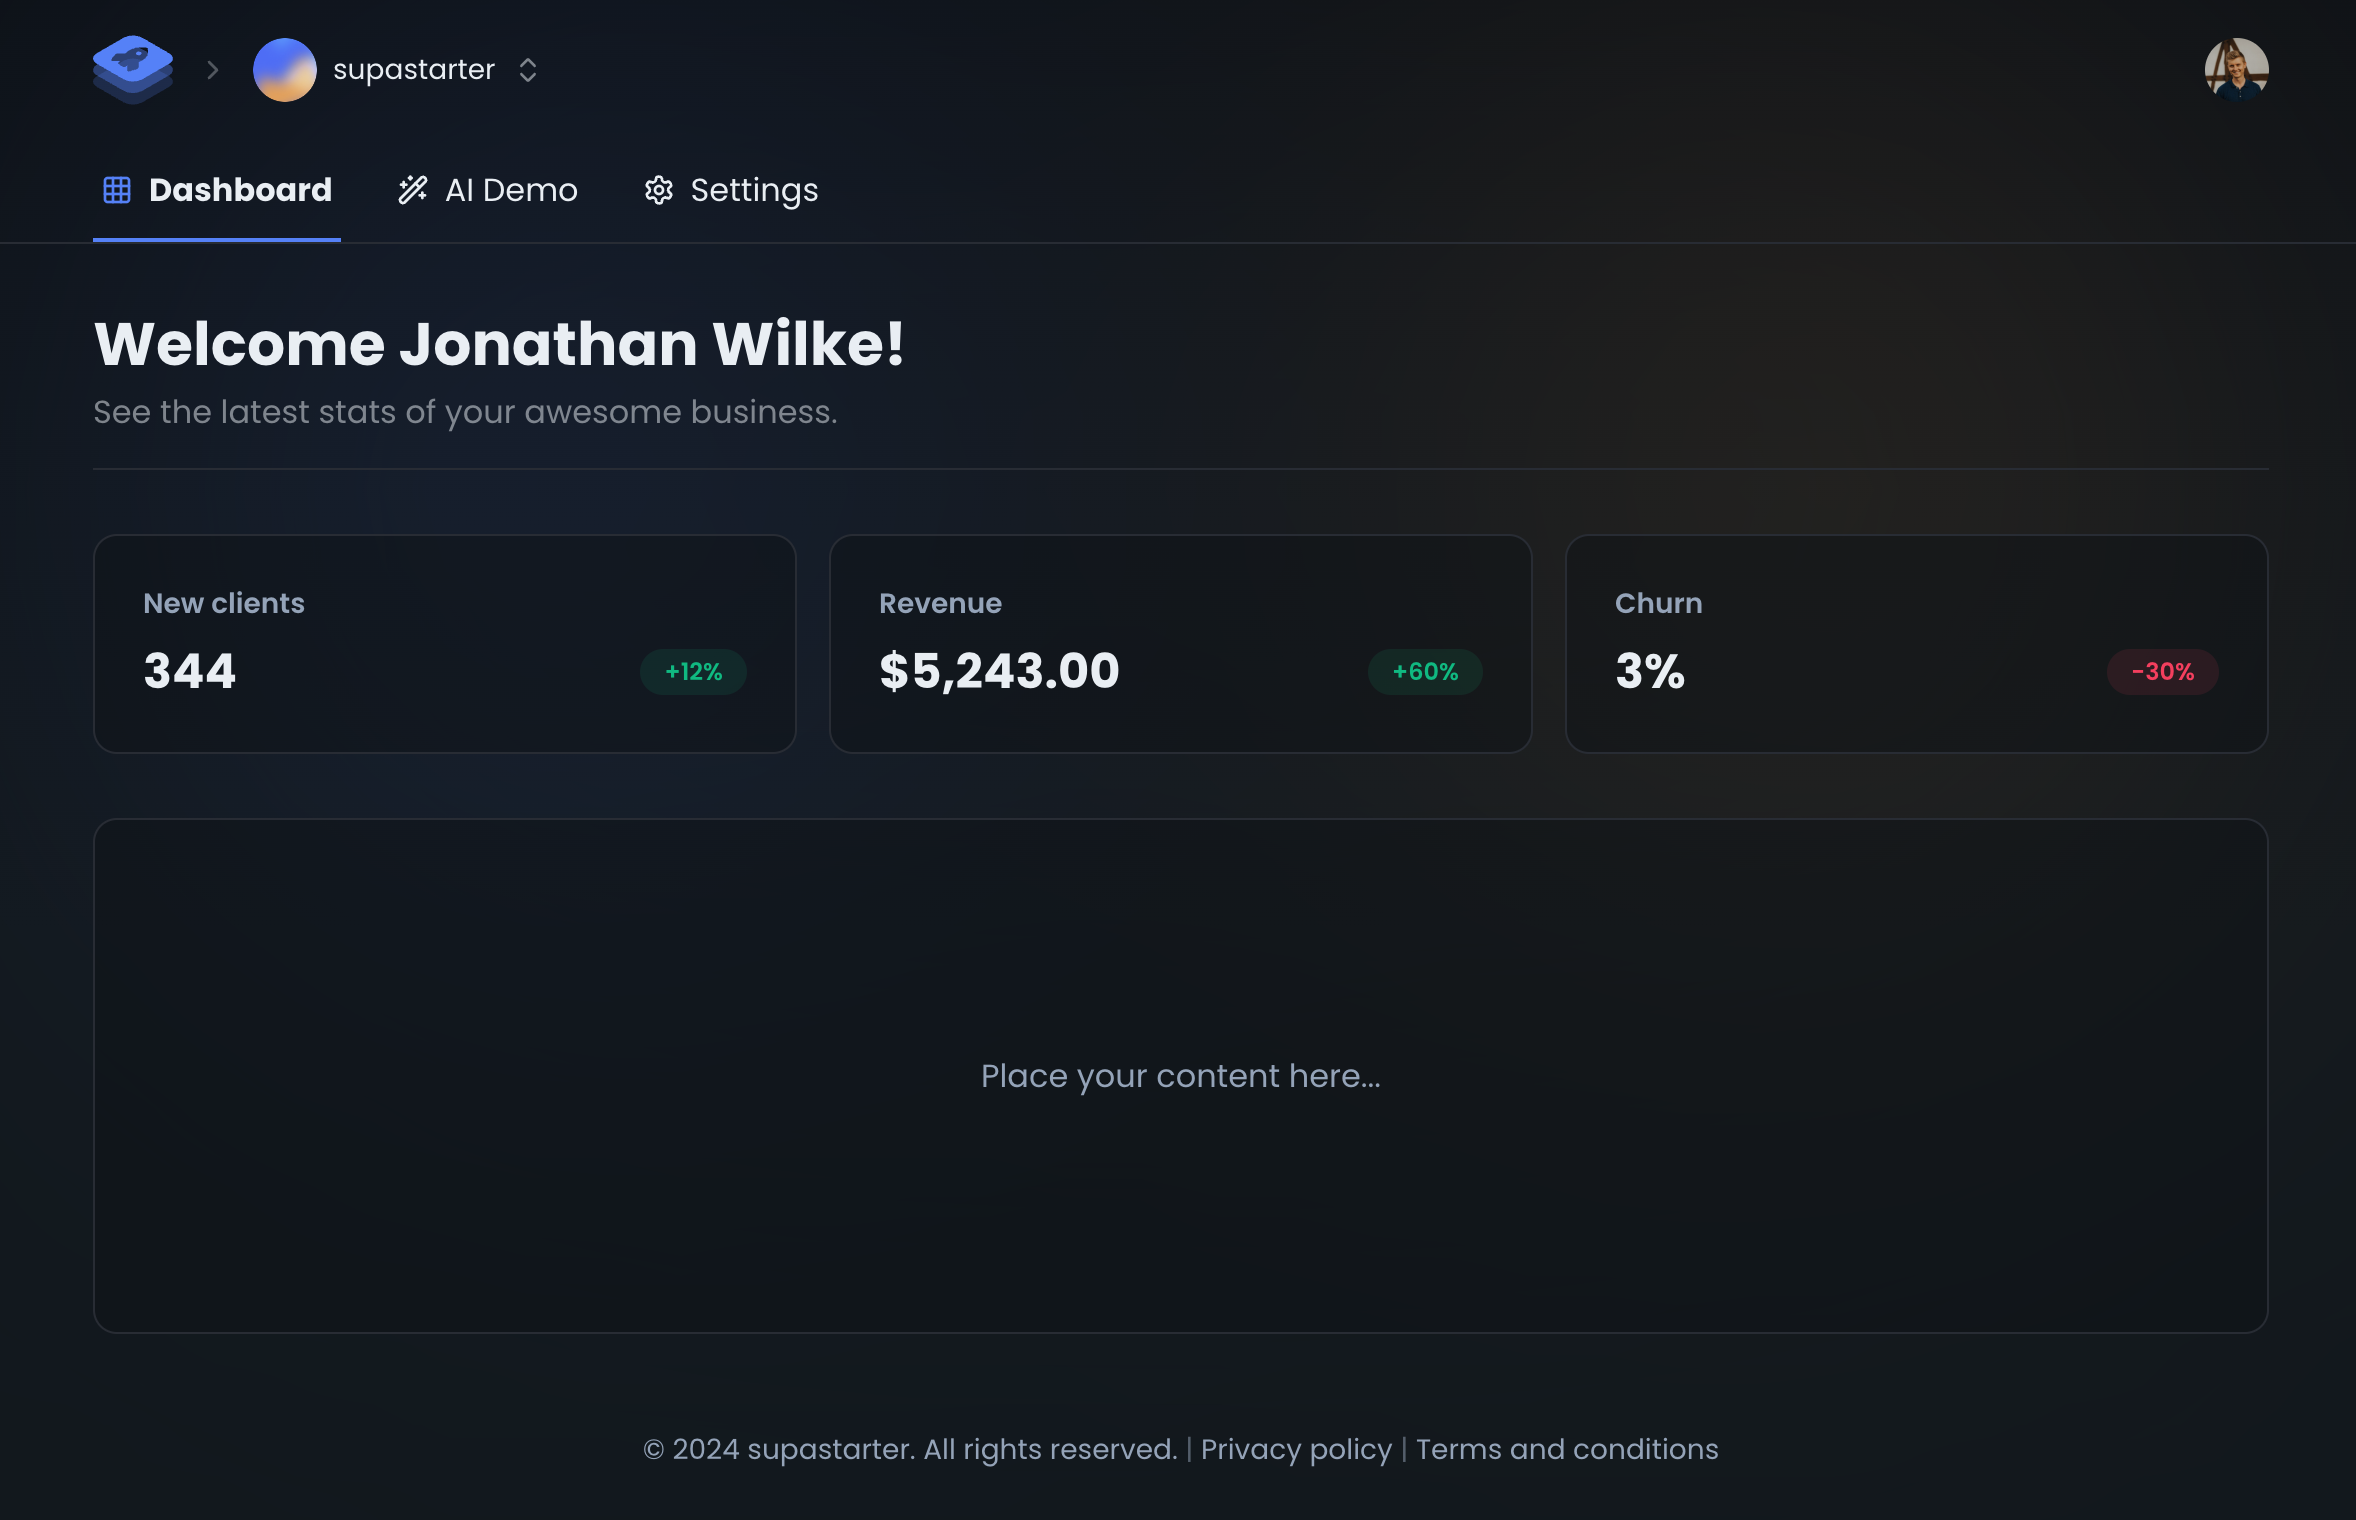 supastarter
Dashboard
AI Demo
Settings
Welcome Jonathan Wilke!
See the latest stats of your awesome business.
New clients
344
+12%
Revenue
$5,243.00
+60%
Churn
3%
-30%
Place your content here...
© 2024 supastarter. All rights reserved. | Privacy policy | Terms and conditions